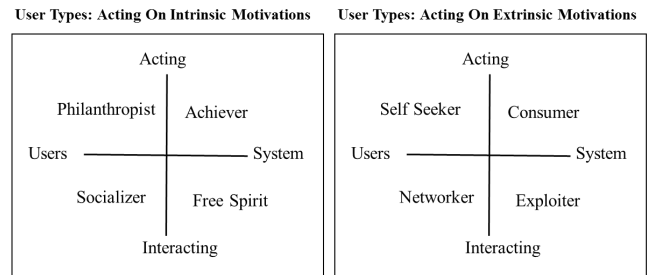 User Types: Acting On Intrinsic Motivations
Acting
Philanthropist Achiever
Users System
Socializer Free Spirit
Interacting
User Types: Acting On Extrinsic Motivations
Acting
Self Seeker Consumer
Users System
Networker Exploiter
Interacting